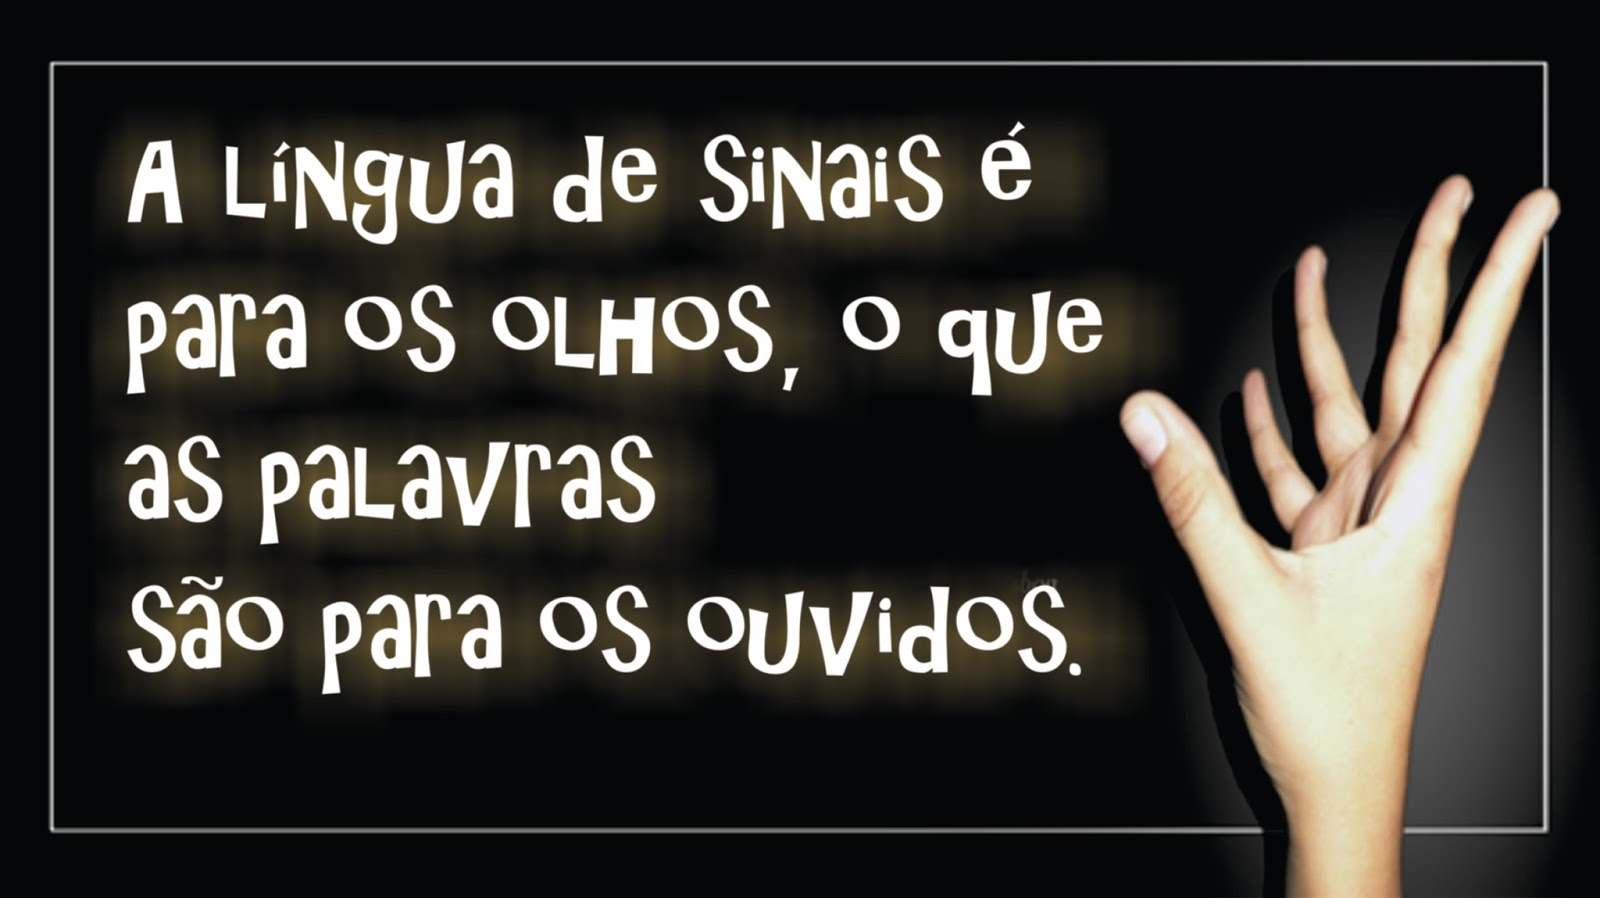 A língua de sinais é
para os olhos, o que
as palavras
são para os ouvidos.